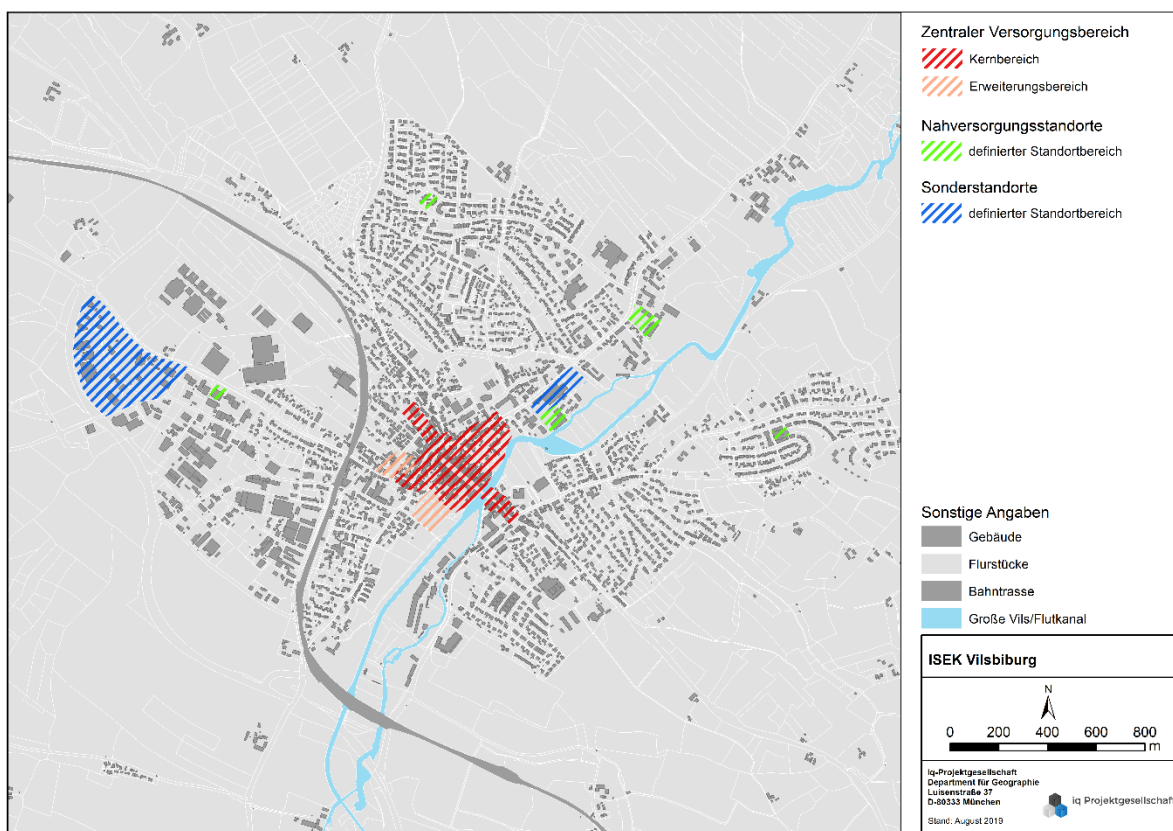 Zentraler Versorgungsbereich
Kernbereich
Erweiterungsbereich
Nahversorgungsstandorte
definierter Standortbereich
Sonderstandorte
definierter Standortbereich
Sonstige Angaben
Gebäude
Flurstücke
Bahntrasse
Große Vils/Flutkanal
ISEK Vilsbiburg
N
0 200 400 600 800
m
iq-Projektgesellschaft
Department für Geographie
Luisenstraße 37
D-80333 München
Stand: August 2019
iq Projektgesellschaft